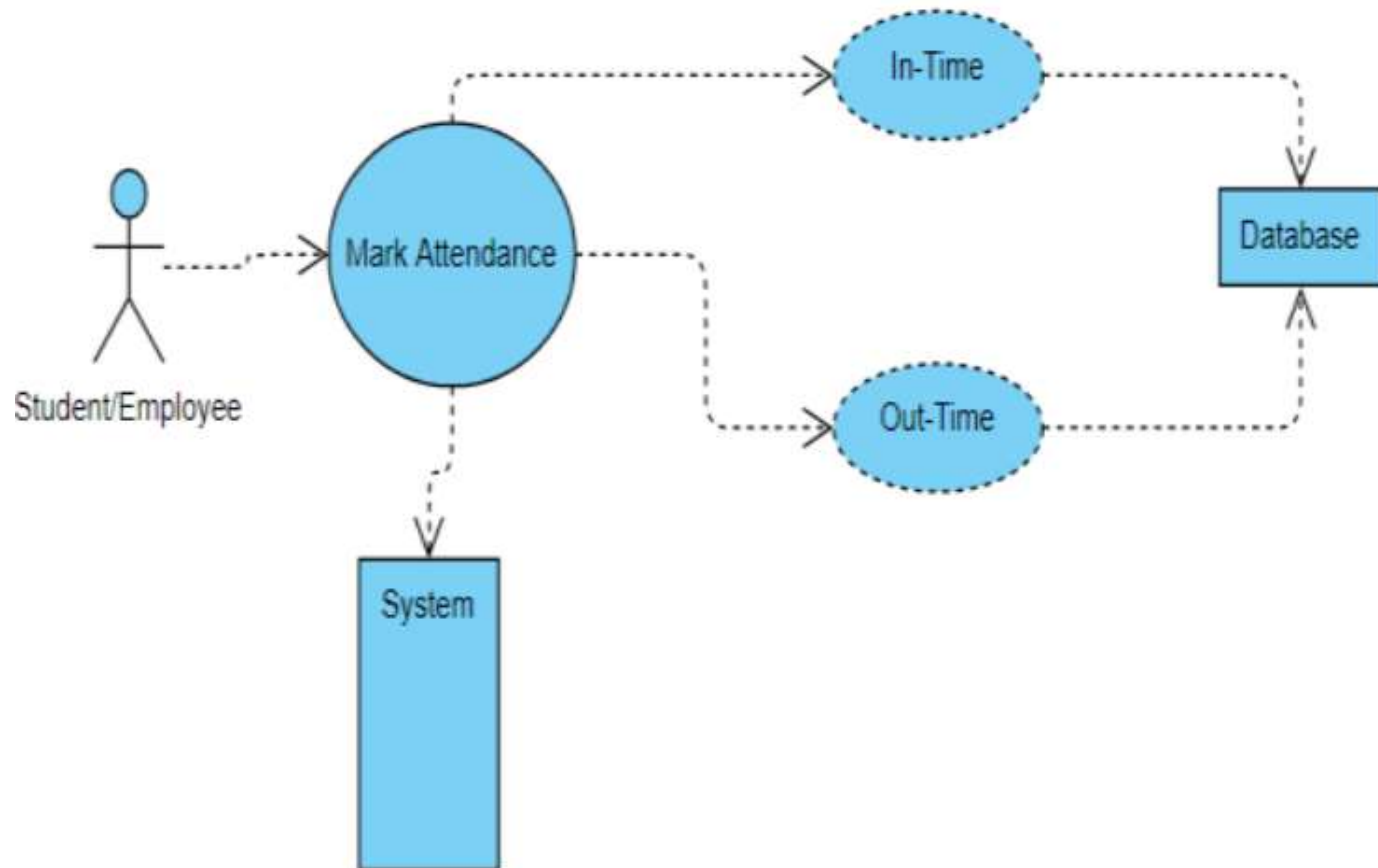 In-Time
Mark Attendance
Database
Student/Employee
Out-Time
System